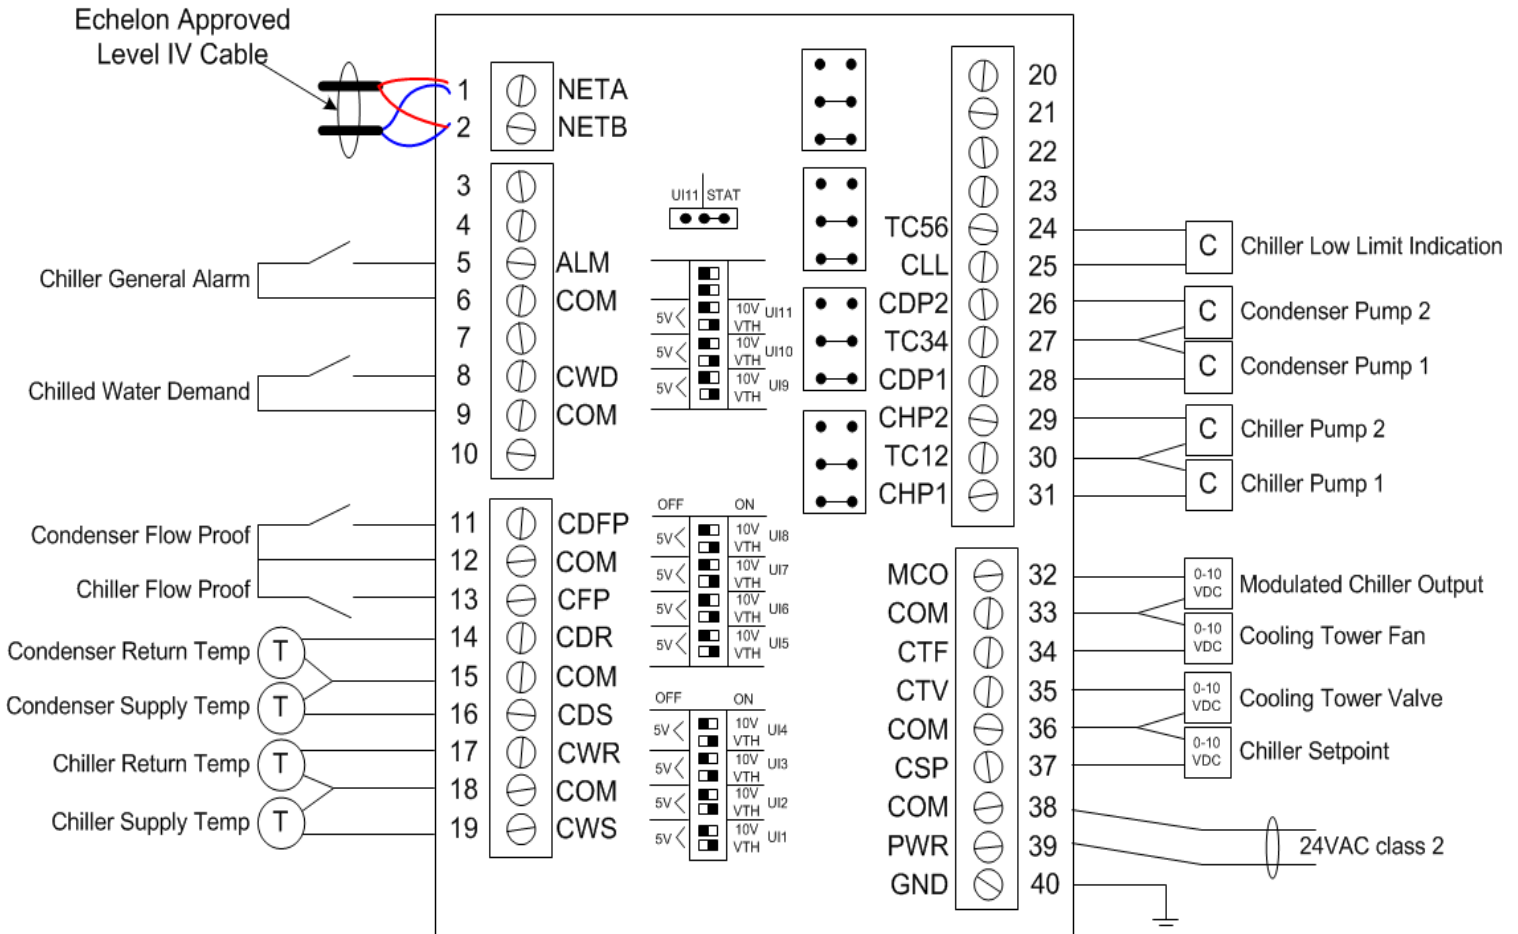 Echelon Approved
Level IV Cable
1 NETA
2 NETB
3
4
5 ALM
6 COM
7
8 CWD
9 COM
10
11 CDFP
12 COM
13 CFP
14 CDR
15 COM
16 CDS
17 CWR
18 COM
19 CWS
Chiller General Alarm
Chilled Water Demand
Condenser Flow Proof
Chiller Flow Proof
Condenser Return Temp T
Condenser Supply Temp T
Chiller Return Temp T
Chiller Supply Temp T
UI11 STAT
10V UI11
5V VTH
10V UI10
5V VTH
10V UI9
5V VTH
OFF ON
10V UI8
5V VTH
10V UI7
5V VTH
10V UI6
5V VTH
10V UI5
5V VTH
OFF ON
10V UI4
5V VTH
10V UI3
5V VTH
10V UI2
5V VTH
10V UI1
5V VTH
20
21
22
23
TC56 24
CLL 25
CDP2 26
TC34 27
CDP1 28
CHP2 29
TC12 30
CHP1 31
MCO 32
COM 33
CTF 34
CTV 35
COM 36
CSP 37
COM 38
PWR 39
GND 40
C Chiller Low Limit Indication
C Condenser Pump 2
C Condenser Pump 1
C Chiller Pump 2
C Chiller Pump 1
0-10
VDC Modulated Chiller Output
0-10
VDC Cooling Tower Fan
0-10
VDC Cooling Tower Valve
0-10
VDC Chiller Setpoint
24VAC class 2